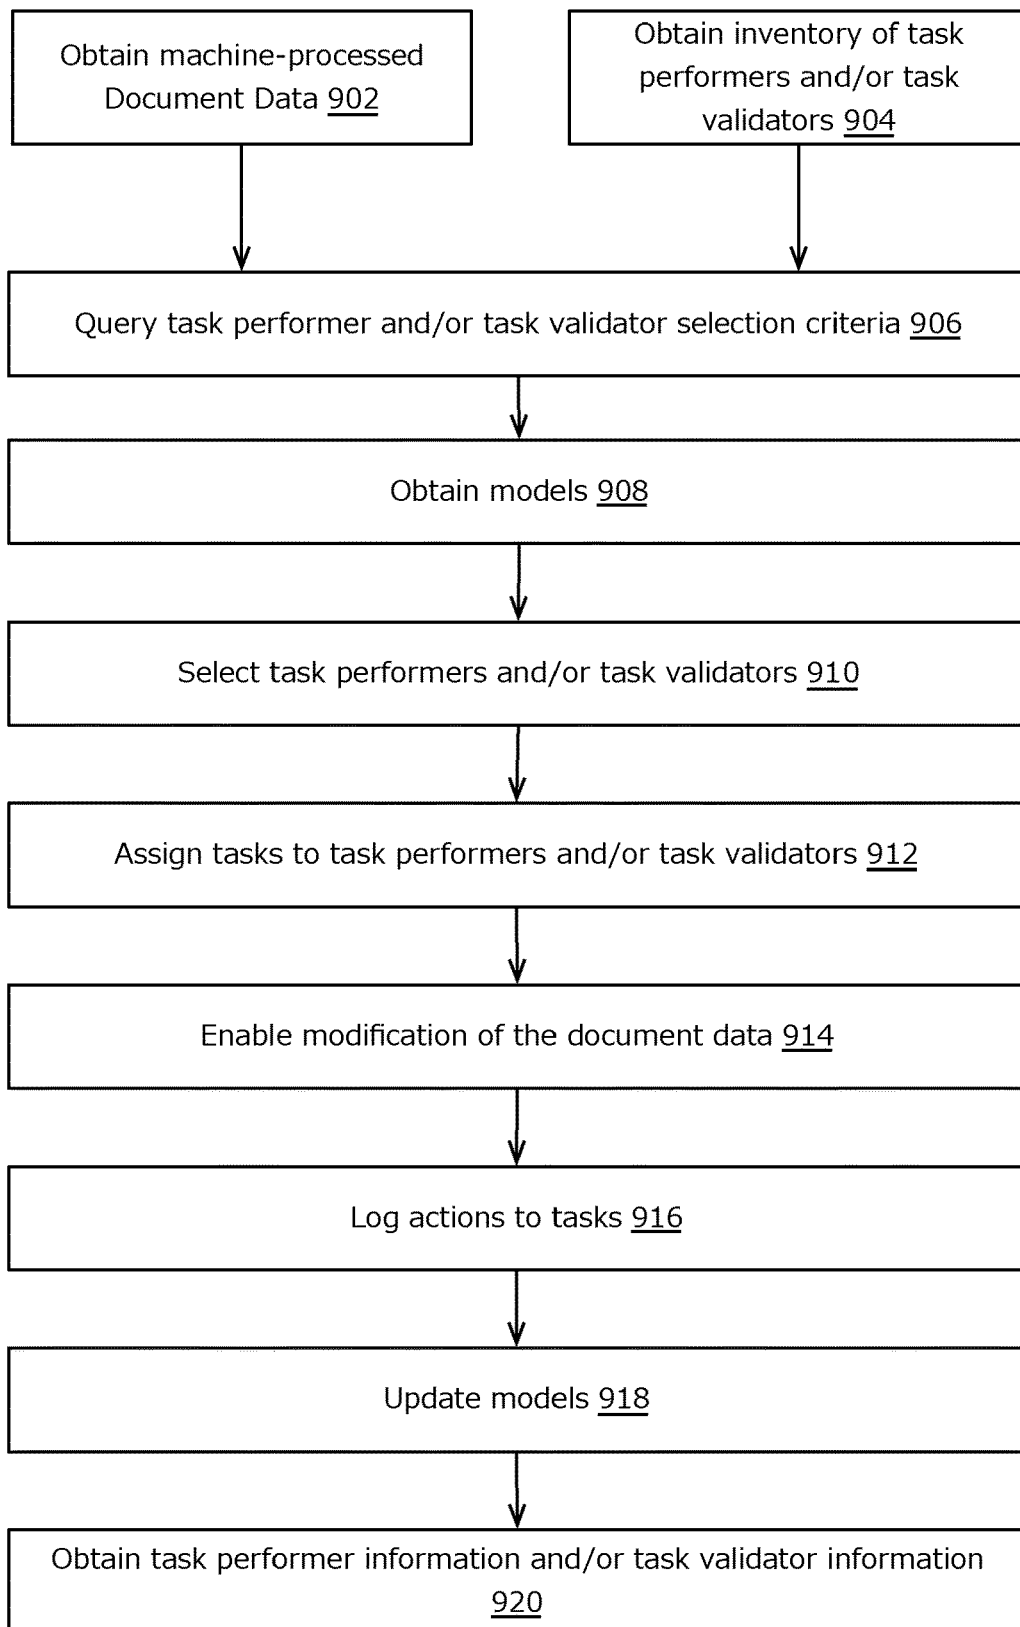 Obtain machine-processed
Document Data 902
Obtain inventory of task
performers and/or task
validators 904
Query task performer and/or task validator selection criteria 906
Obtain models 908
Select task performers and/or task validators 910
Assign tasks to task performers and/or task validators 912
Enable modification of the document data 914
Log actions to tasks 916
Update models 918
Obtain task performer information and/or task validator information
920